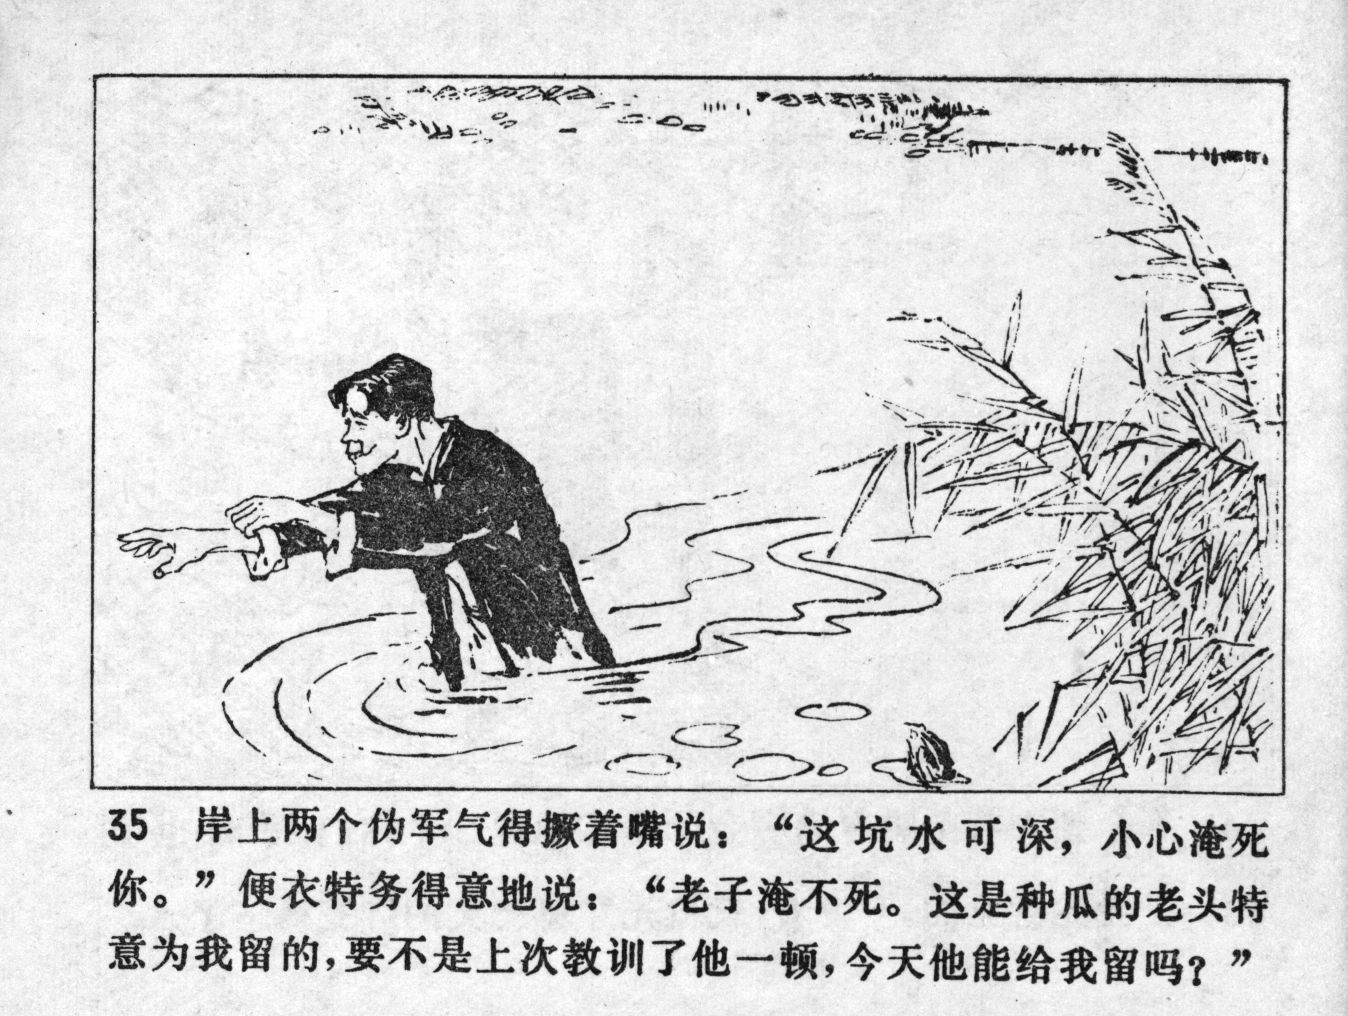 35 岸上两个伪军气得撅着嘴说：“这坑水可深，小心淹死
你。”便衣特务得意地说：“老子淹不死。这是种瓜的老头特
意为我留的，要不是上次教训了他一顿，今天他能给我留吗？”